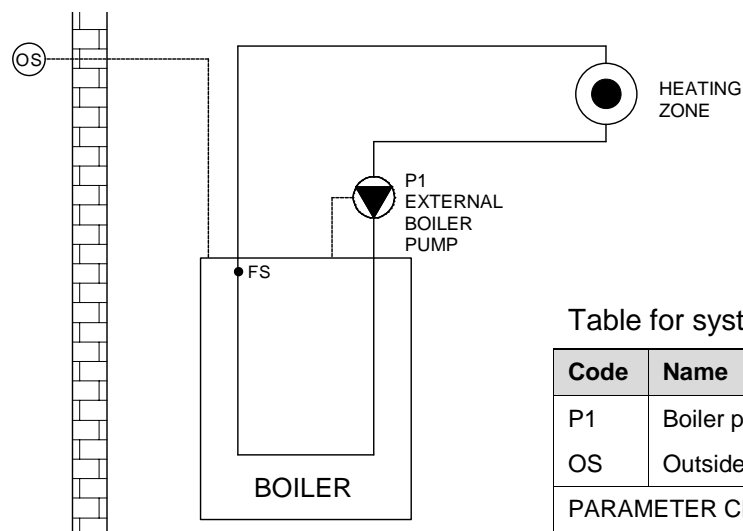 OS
HEATING
ZONE
P1
EXTERNAL
BOILER
PUMP
FS
BOILER
Table for syst
Code Name
P1 Boiler p
OS Outside
PARAMETER C